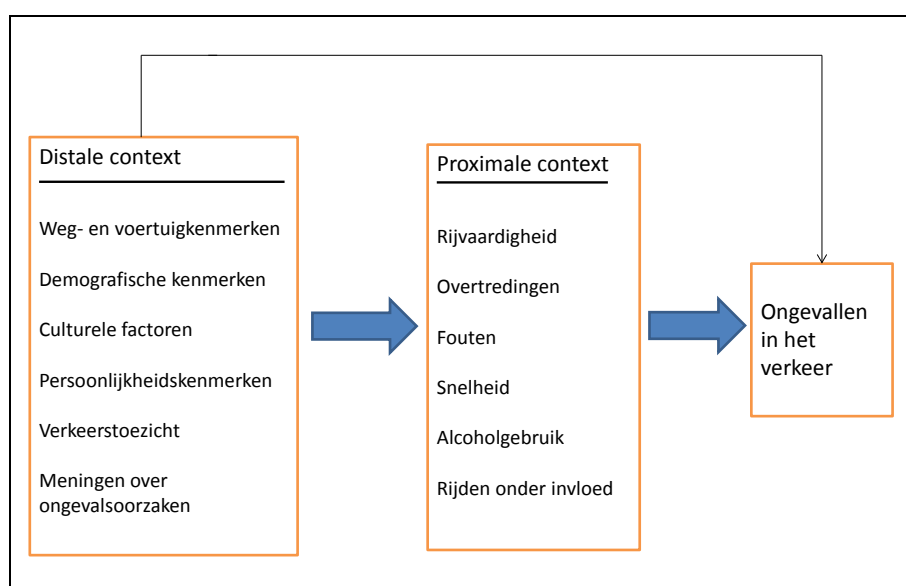 Distale context
Weg- en voertuigkenmerken
Demografische kenmerken
Culturele factoren
Persoonlijkheidskenmerken
Verkeerstoezicht
Meningen over
ongevalsoorzaken
Proximale context
Rijvaardigheid
Overtredingen
Fouten
Snelheid
Alcoholgebruik
Rijden onder invloed
Ongevallen
in het
verkeer